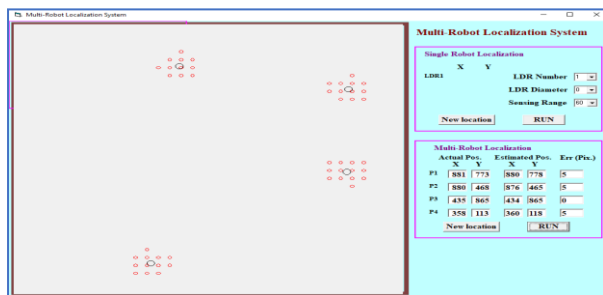 Multi-Robot Localization System
Multi-Robot Localization System
Single Robot Localization
X Y
LDR1 LDR Number 1
LDR Diameter 8
Sensing Range 60
New location RUN
Multi-Robot Localization
Actual Pos. Estimated Pos. Err (Pix.)
X Y X Y
P1 881 773 880 778 5
P2 880 468 876 465 5
P3 435 865 434 865 0
P4 358 113 360 118 5
New location RUN